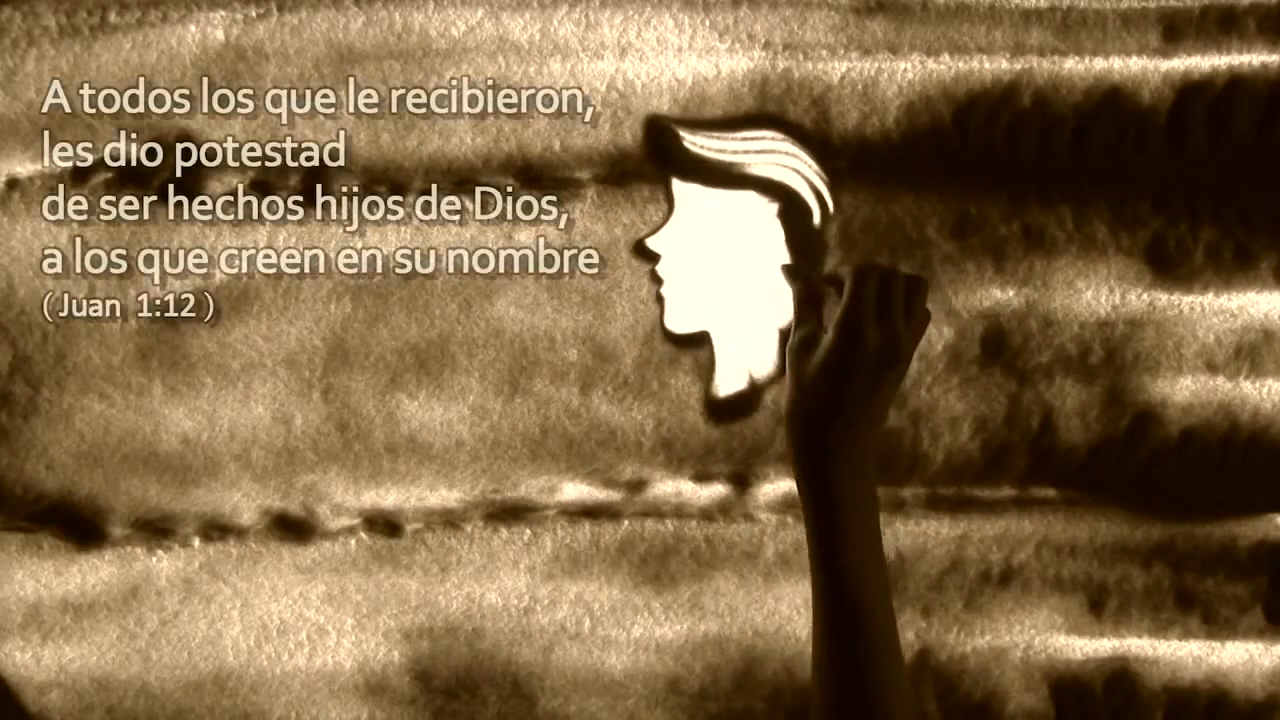 A todos los que le recibieron,
les dio potestad
de ser hechos hijos de Dios,
a los que creen en su nombre
( Juan 1:12 )